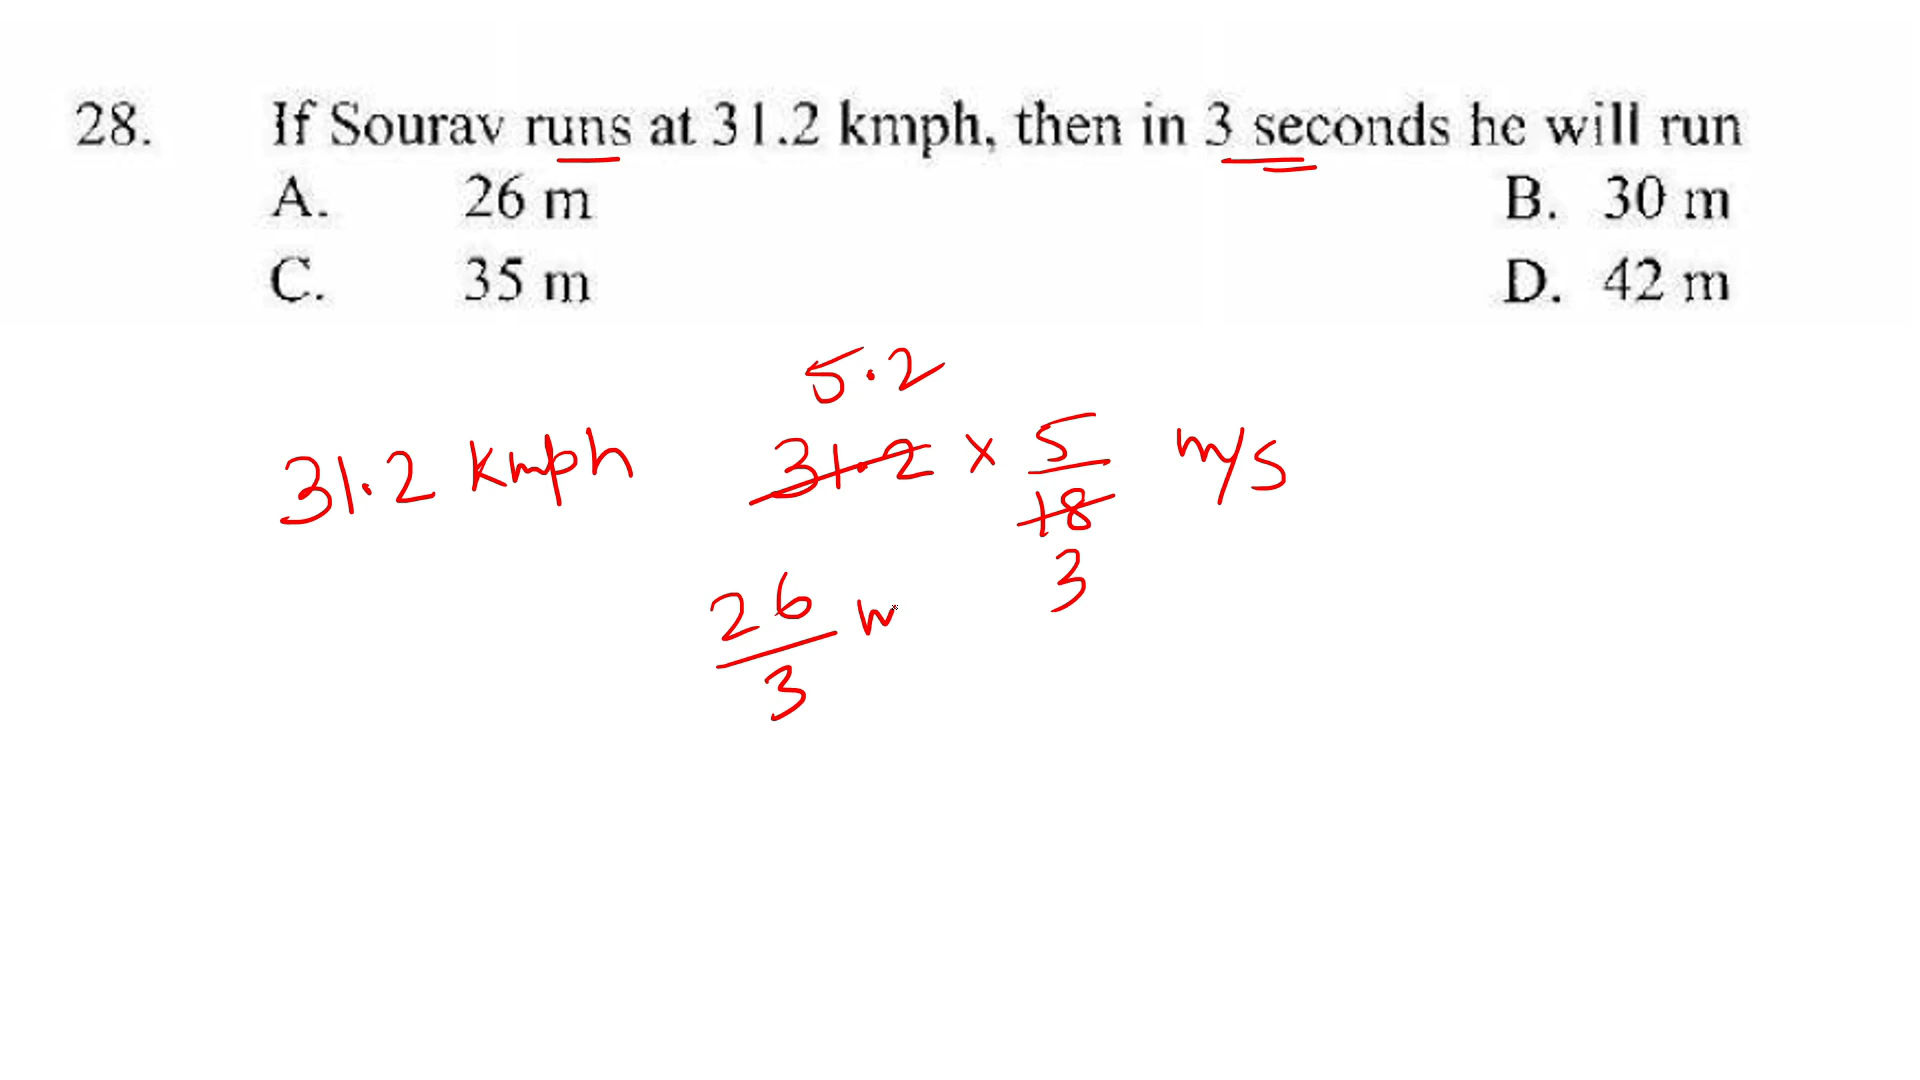 28. If Sourav runs at 31.2 kmph, then in 3 seconds he will run
A. 26 m B. 30 m
C. 35 m D. 42 m
5.2
31.2 kmph 31.2 × 5/18 m/s
3
26/3 m